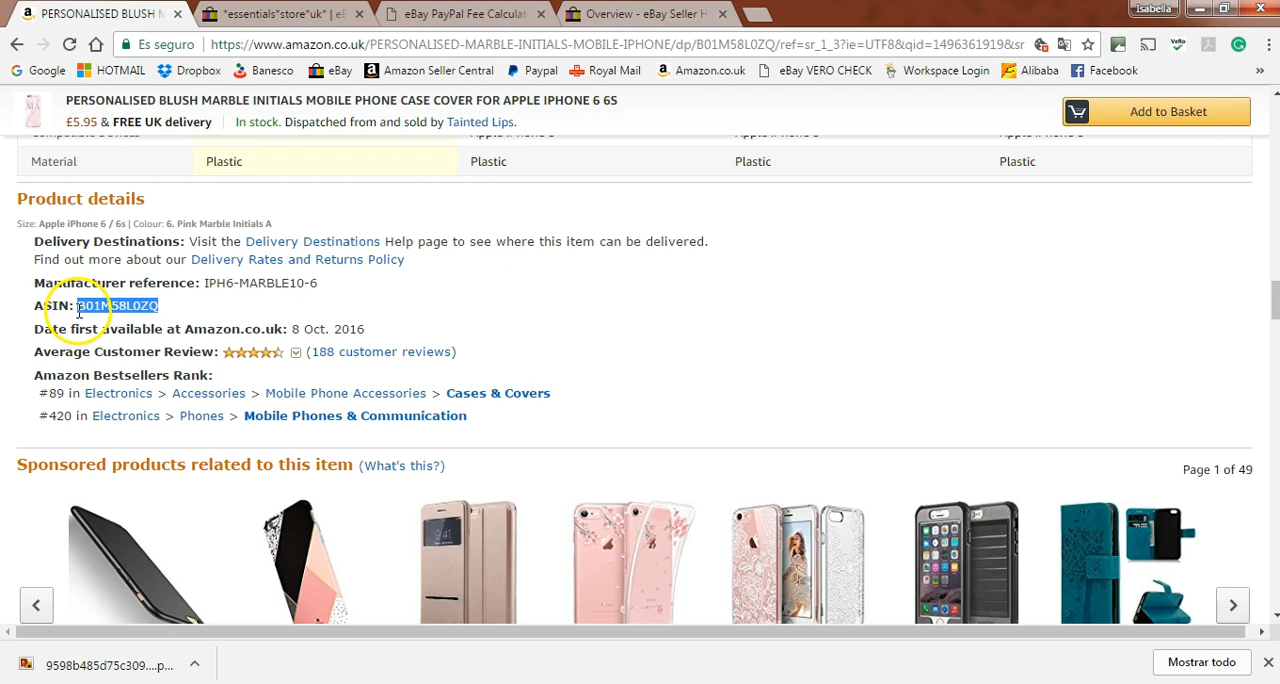 PERSONALISED BLUSH M
*essentials*store*uk* | eB
eBay PayPal Fee Calculat
Overview - eBay Seller H
Isabella
Es seguro
https://www.amazon.co.uk/PERSONALISED-MARBLE-INITIALS-MOBILE-IPHONE/dp/B01M58L0ZQ/ref=sr_1_3?ie=UTF8&qid=1496361919&sr
Google HOTMAIL Dropbox Banesco eBay Amazon Seller Central Paypal Royal Mail Amazon.co.uk eBay VERO CHECK Workspace Login Alibaba Facebook »
PERSONALISED BLUSH MARBLE INITIALS MOBILE PHONE CASE COVER FOR APPLE IPHONE 6 6S
£5.95 & FREE UK delivery
In stock. Dispatched from and sold by Tainted Lips.
Add to Basket
Material Plastic Plastic Plastic Plastic
Product details
Size: Apple iPhone 6 / 6s | Colour: 6. Pink Marble Initials A
Delivery Destinations: Visit the Delivery Destinations Help page to see where this item can be delivered.
Find out more about our Delivery Rates and Returns Policy
Manufacturer reference: IPH6-MARBLE10-6
ASIN: B01M58L0ZQ
Date first available at Amazon.co.uk: 8 Oct. 2016
Average Customer Review: (188 customer reviews)
Amazon Bestsellers Rank:
#89 in Electronics > Accessories > Mobile Phone Accessories > Cases & Covers
#420 in Electronics > Phones > Mobile Phones & Communication
Sponsored products related to this item (What's this?)
Page 1 of 49
9598b485d75c309....p...
Mostrar todo